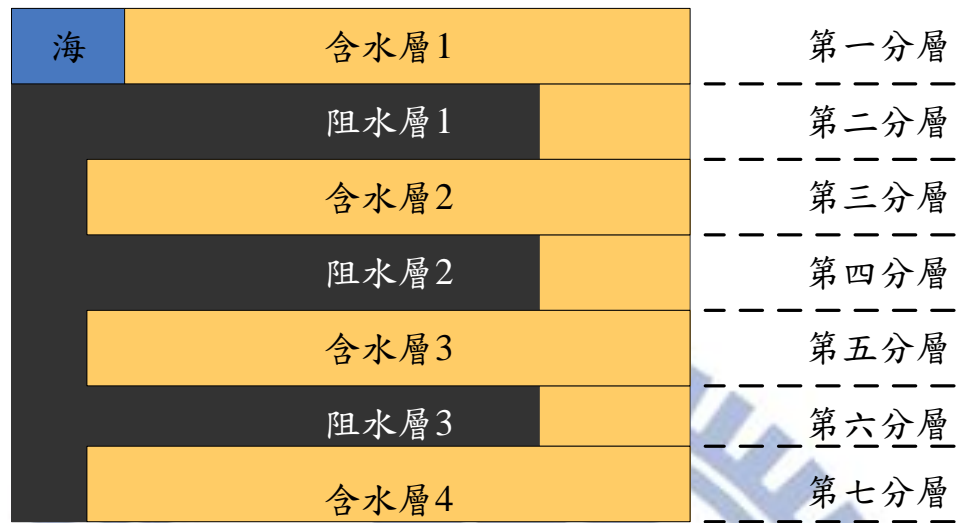 海 含水層1 第一分層
阻水層1 第二分層
含水層2 第三分層
阻水層2 第四分層
含水層3 第五分層
阻水層3 第六分層
含水層4 第七分層